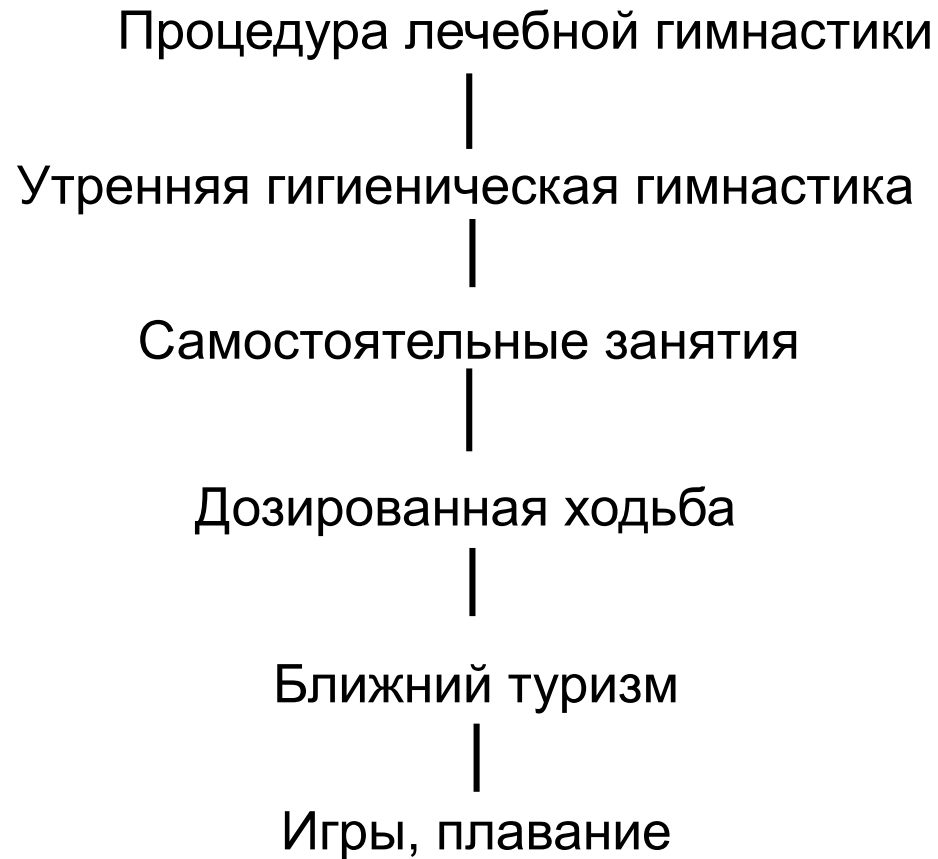 Процедура лечебной гимнастики
Утренняя гигиеническая гимнастика
Самостоятельные занятия
Дозированная ходьба
Ближний туризм
Игры, плавание